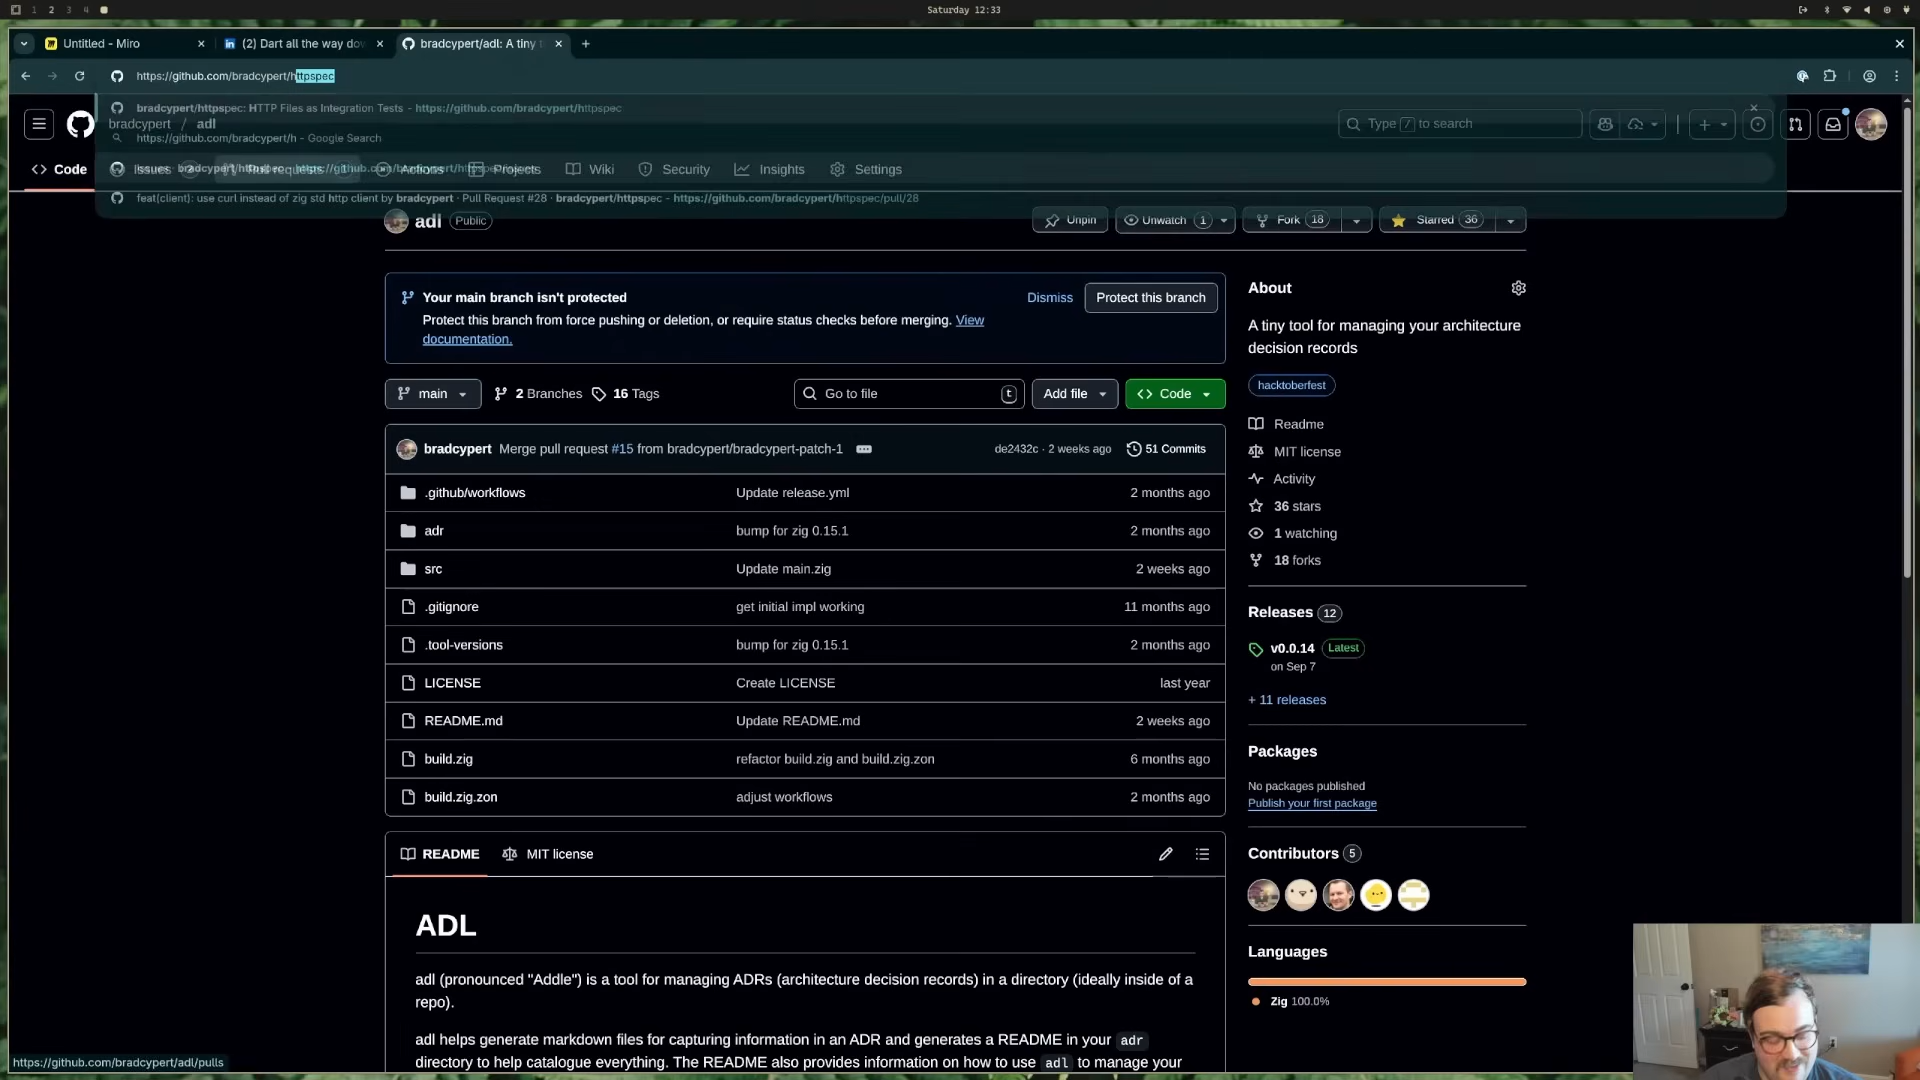 1 2 3 4
Saturday 12:33
Untitled - Miro
(2) Dart all the way do
bradcypert/adl: A tiny
https://github.com/bradcypert/httpspec
bradcypert/httpspec: HTTP Files as Integration Tests - https://github.com/bradcypert/httpspec
bradcypert / adl
Type / to search
https://github.com/bradcypert/h - Google Search
Code
Issues
Pull requests
Actions
Projects
Wiki
Security
Insights
Settings
feat(client): use curl instead of zig std http client by bradcypert · Pull Request #28 - bradcypert/httpspec - https://github.com/bradcypert/httpspec/pull/28
adl
Public
Unpin
Unwatch 1
Fork 18
Starred 36
Your main branch isn't protected
Protect this branch from force pushing or deletion, or require status checks before merging. View
documentation.
Dismiss
Protect this branch
main
2 Branches
16 Tags
Go to file
t
Add file
Code
bradcypert Merge pull request #15 from bradcypert/bradcypert-patch-1
de2432c · 2 weeks ago
51 Commits
.github/workflows Update release.yml 2 months ago
adr bump for zig 0.15.1 2 months ago
src Update main.zig 2 weeks ago
.gitignore get initial impl working 11 months ago
.tool-versions bump for zig 0.15.1 2 months ago
LICENSE Create LICENSE last year
README.md Update README.md 2 weeks ago
build.zig refactor build.zig and build.zig.zon 6 months ago
build.zig.zon adjust workflows 2 months ago
README
MIT license
ADL
adl (pronounced "Addle") is a tool for managing ADRs (architecture decision records) in a directory (ideally inside of a
repo).
adl helps generate markdown files for capturing information in an ADR and generates a README in your adr
directory to help catalogue everything. The README also provides information on how to use adl to manage your
About
A tiny tool for managing your architecture
decision records
hacktoberfest
Readme
MIT license
Activity
36 stars
1 watching
18 forks
Releases 12
v0.0.14 Latest
on Sep 7
+ 11 releases
Packages
No packages published
Publish your first package
Contributors 5
Languages
Zig 100.0%
https://github.com/bradcypert/adl/pulls